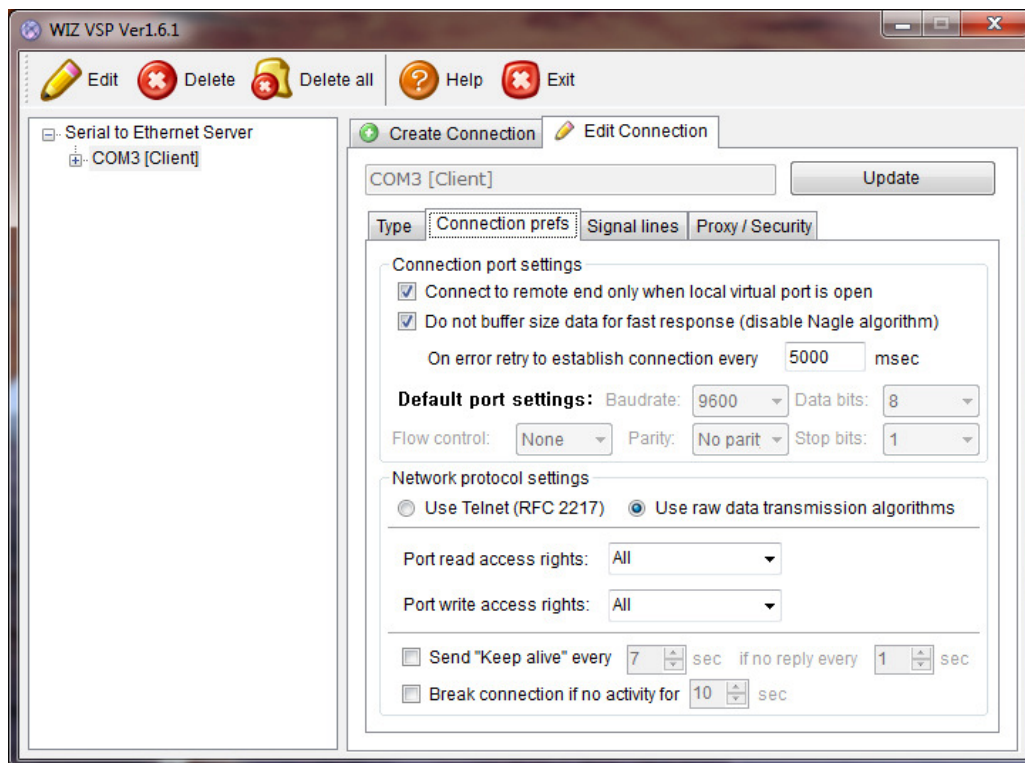 WIZ VSP Ver1.6.1
Edit Delete Delete all Help Exit
Serial to Ethernet Server
COM3 [Client]
Create Connection Edit Connection
COM3 [Client] Update
Type Connection prefs Signal lines Proxy / Security
Connection port settings
Connect to remote end only when local virtual port is open
Do not buffer size data for fast response (disable Nagle algorithm)
On error retry to establish connection every 5000 msec
Default port settings: Baudrate: 9600 Data bits: 8
Flow control: None Parity: No parit Stop bits: 1
Network protocol settings
Use Telnet (RFC 2217) Use raw data transmission algorithms
Port read access rights: All
Port write access rights: All
Send "Keep alive" every 7 sec if no reply every 1 sec
Break connection if no activity for 10 sec